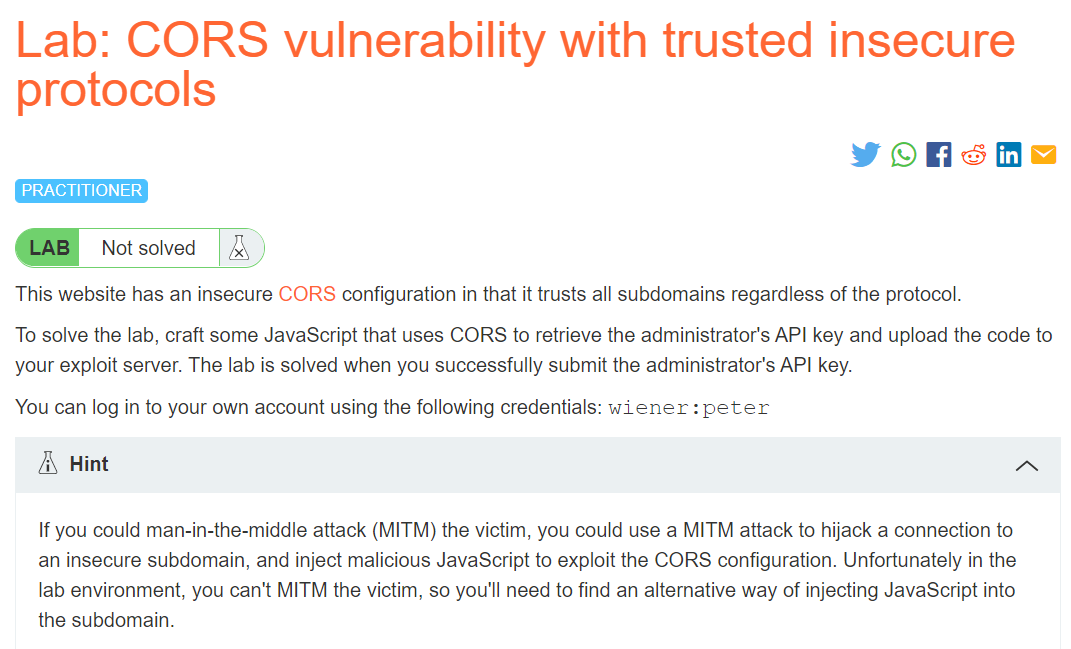 Lab: CORS vulnerability with trusted insecure
protocols
PRACTITIONER
LAB Not solved
This website has an insecure CORS configuration in that it trusts all subdomains regardless of the protocol.
To solve the lab, craft some JavaScript that uses CORS to retrieve the administrator's API key and upload the code to
your exploit server. The lab is solved when you successfully submit the administrator's API key.
You can log in to your own account using the following credentials: wiener:peter
Hint
If you could man-in-the-middle attack (MITM) the victim, you could use a MITM attack to hijack a connection to
an insecure subdomain, and inject malicious JavaScript to exploit the CORS configuration. Unfortunately in the
lab environment, you can't MITM the victim, so you'll need to find an alternative way of injecting JavaScript into
the subdomain.